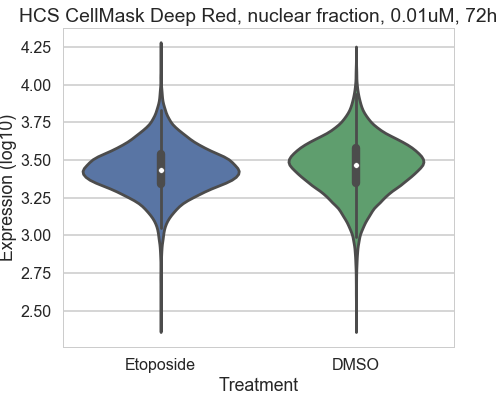 HCS CellMask Deep Red, nuclear fraction, 0.01uM, 72h
4.25
4.00
3.75
3.50
3.25
3.00
2.75
2.50
Expression (log10)
Etoposide
DMSO
Treatment